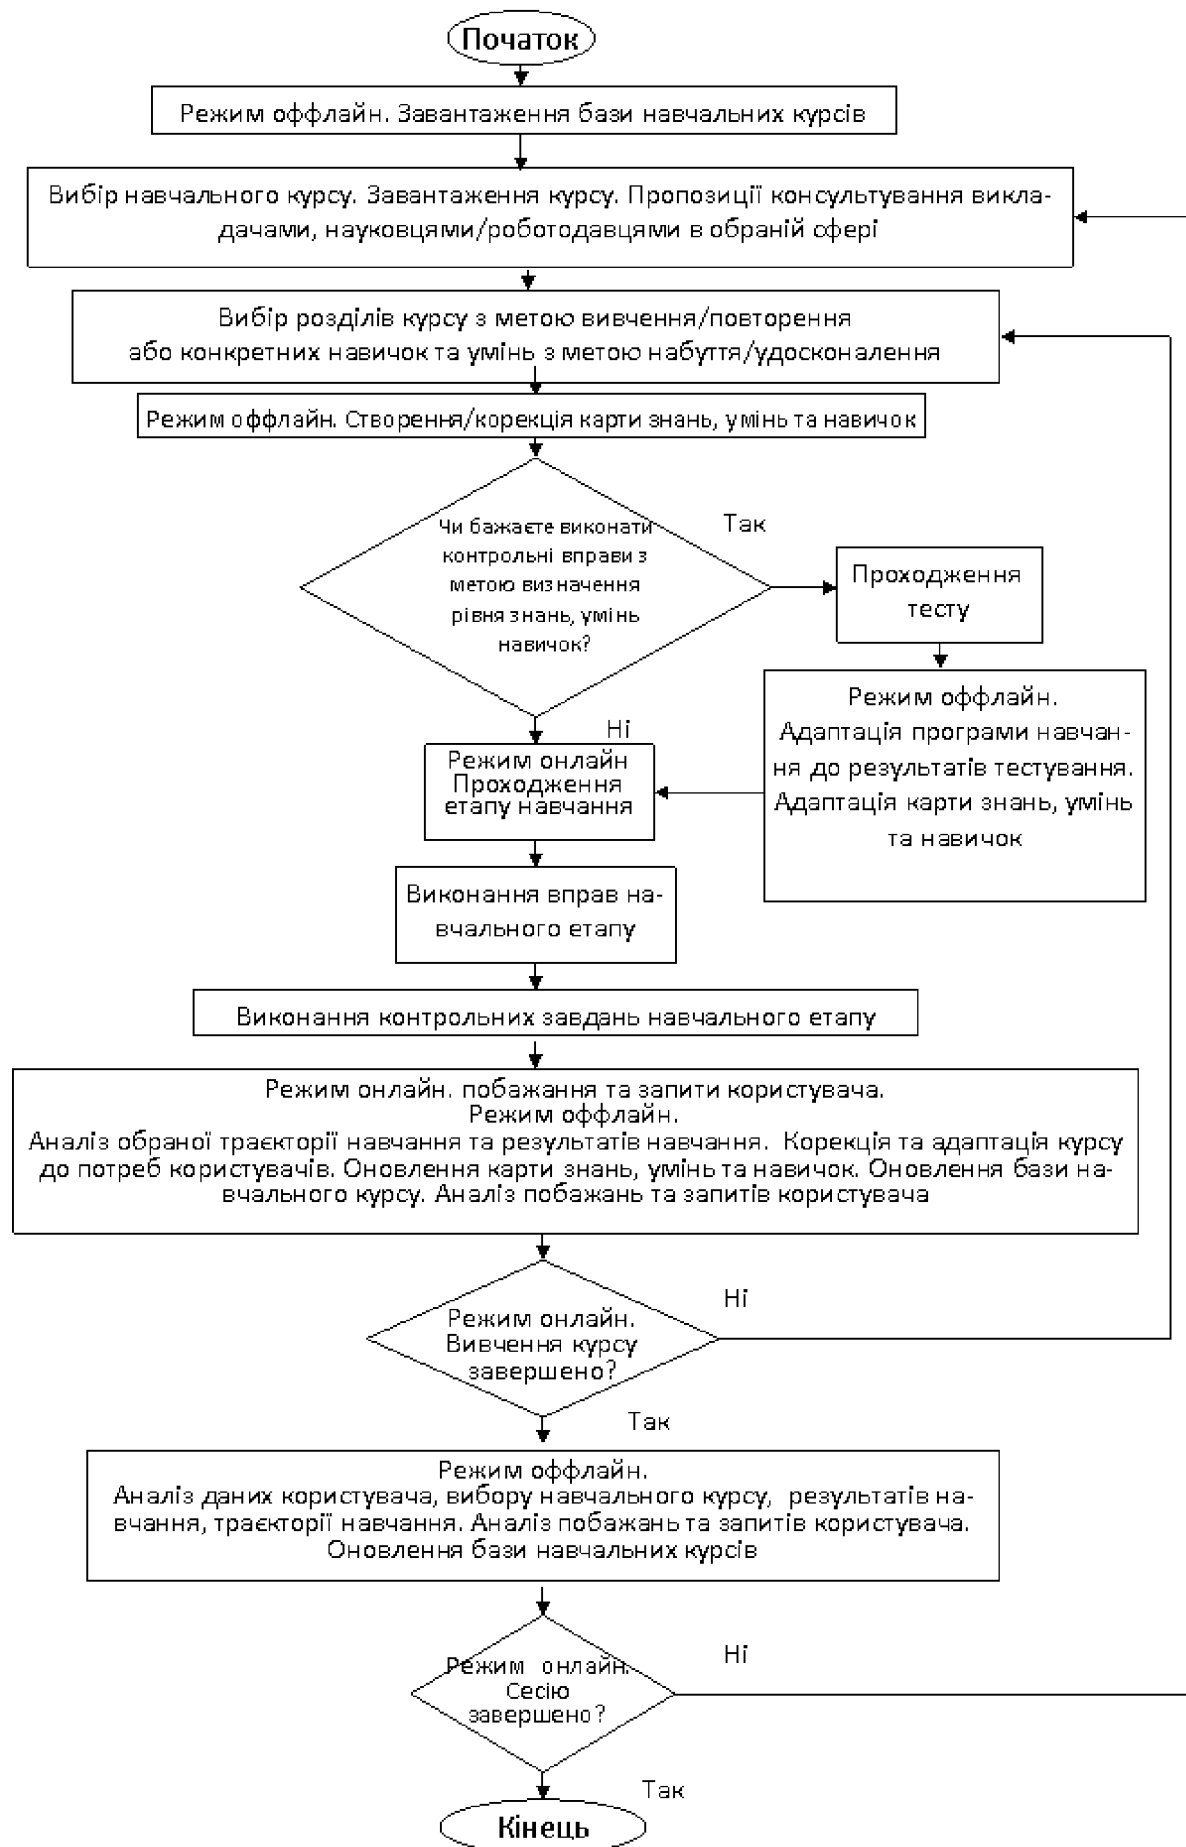 Початок
Режим оффлайн. Завантаження бази навчальних курсів
Вибір навчального курсу. Завантаження курсу. Пропозиції консультування викла-
дачами, науковцями/роботодавцями в обраній сфері
Вибір розділів курсу з метою вивчення/повторення
або конкретних навичок та умінь з метою набуття/удосконалення
Режим оффлайн. Створення/корекція карти знань, умінь та навичок
Чи бажаєте виконати
контрольні вправи з
метою визначення
рівня знань, умінь
навичок?
Так
Проходження
тесту
Режим оффлайн.
Адаптація програми навчан-
ня до результатів тестування.
Адаптація карти знань, умінь
та навичок
Ні
Режим онлайн
Проходження
етапу навчання
Виконання вправ на-
вчального етапу
Виконання контрольних завдань навчального етапу
Режим онлайн. побажання та запити користувача.
Режим оффлайн.
Аналіз обраної траєкторії навчання та результатів навчання. Корекція та адаптація курсу
до потреб користувачів. Оновлення карти знань, умінь та навичок. Оновлення бази на-
вчального курсу. Аналіз побажань та запитів користувача
Режим онлайн.
Вивчення курсу
завершено?
Ні
Так
Режим оффлайн.
Аналіз даних користувача, вибору навчального курсу, результатів на-
вчання, траєкторії навчання. Аналіз побажань та запитів користувача.
Оновлення бази навчальних курсів
Режим онлайн.
Сесію
завершено?
Ні
Так
Кінець